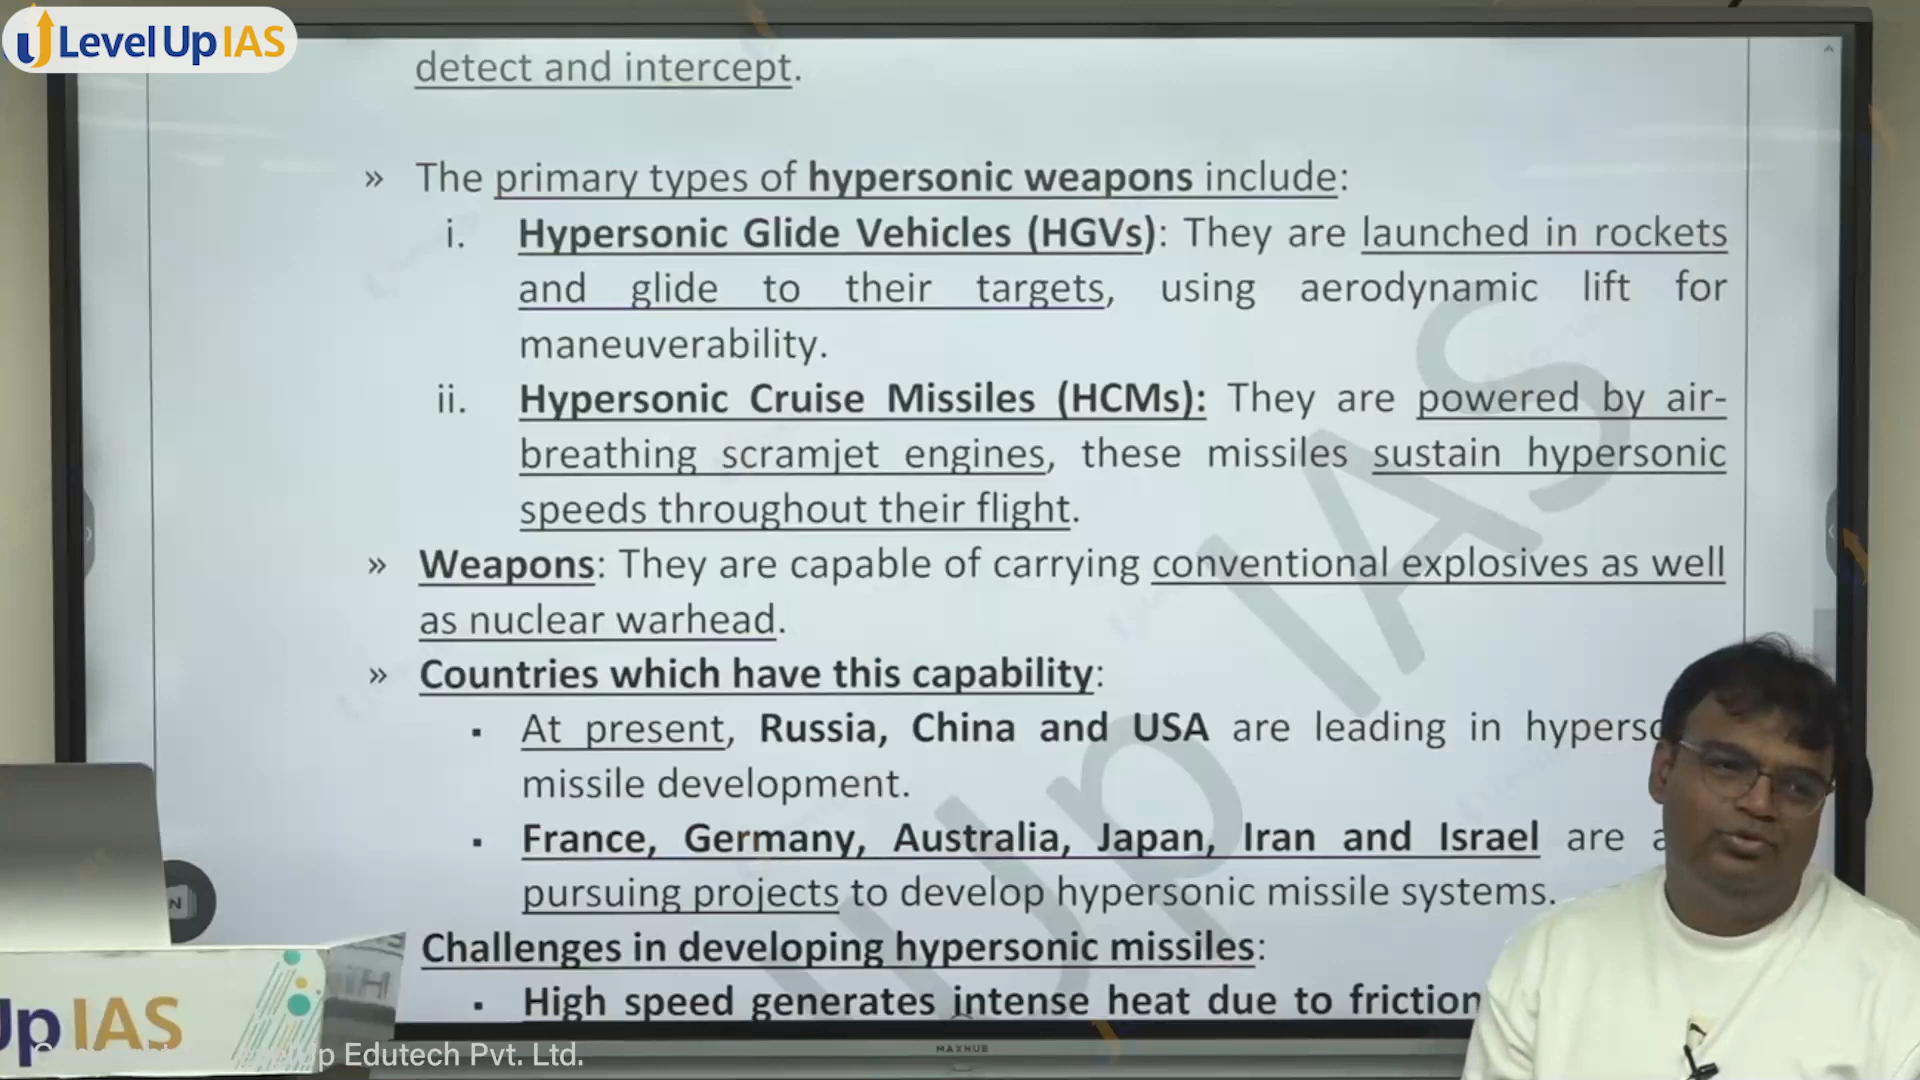 Level Up IAS
detect and intercept.
» The primary types of hypersonic weapons include:
i. Hypersonic Glide Vehicles (HGVs): They are launched in rockets
and glide to their targets, using aerodynamic lift for
maneuverability.
ii. Hypersonic Cruise Missiles (HCMs): They are powered by air-
breathing scramjet engines, these missiles sustain hypersonic
speeds throughout their flight.
» Weapons: They are capable of carrying conventional explosives as well
as nuclear warhead.
» Countries which have this capability:
▪ At present, Russia, China and USA are leading in hyperso
missile development.
▪ France, Germany, Australia, Japan, Iran and Israel are a
pursuing projects to develop hypersonic missile systems.
Challenges in developing hypersonic missiles:
▪ High speed generates intense heat due to friction
Up IAS
N
Up IAS
MAXHUB
Up Edutech Pvt. Ltd.